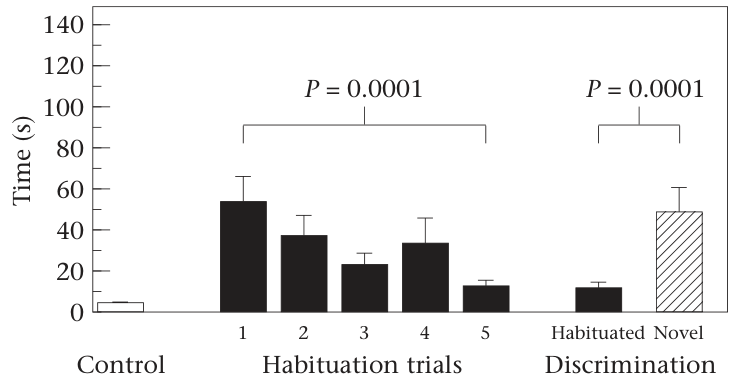 Time (s)
140
120
100
80
60
40
20
0
P = 0.0001
P = 0.0001
1 2 3 4 5 Habituated Novel
Control Habituation trials Discrimination